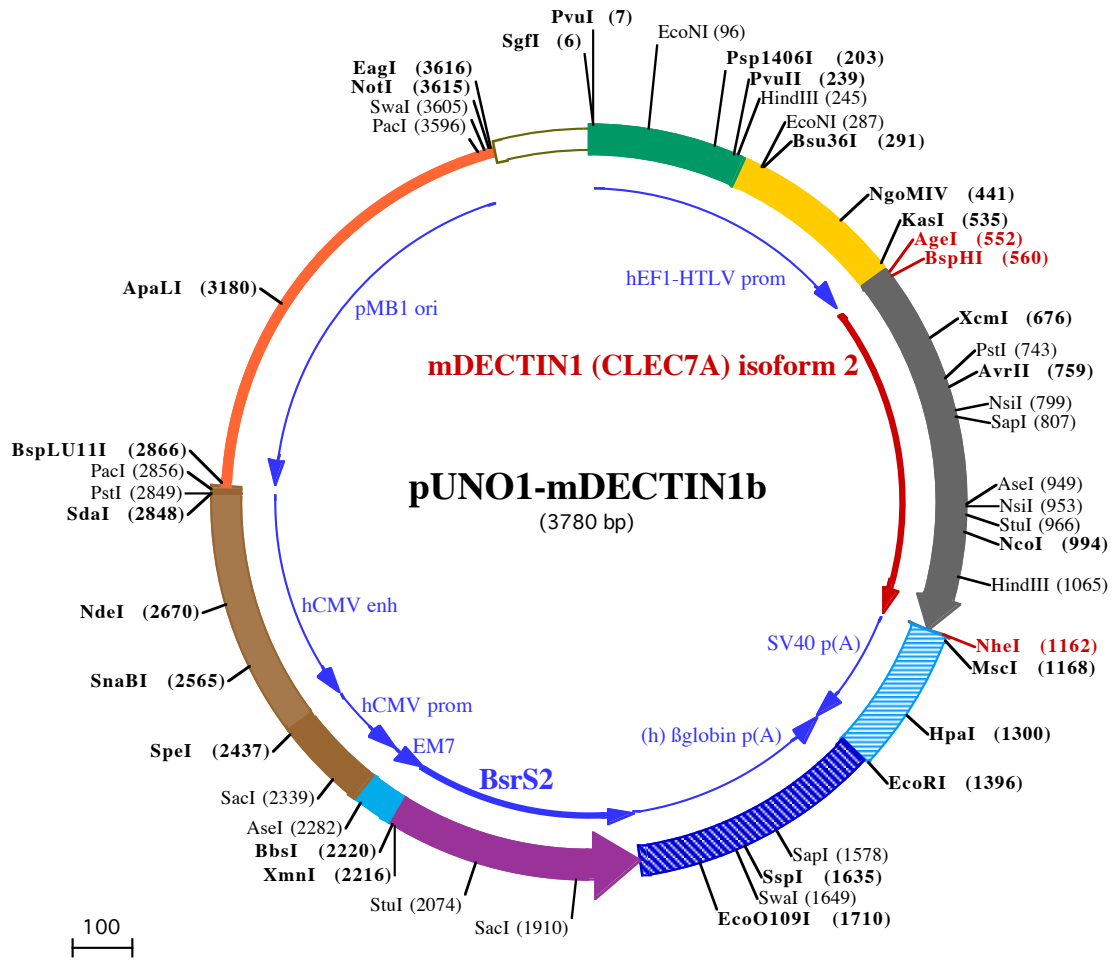 PvuI (7)
SgfI (6)
EcoNI (96)
Psp1406I (203)
PvuII (239)
HindIII (245)
EcoNI (287)
Bsu36I (291)
NgoMIV (441)
KasI (535)
AgeI (552)
BspHI (560)
XcmI (676)
PstI (743)
AvrII (759)
NsiI (799)
SapI (807)
AseI (949)
NsiI (953)
StuI (966)
NcoI (994)
HindIII (1065)
NheI (1162)
MscI (1168)
HpaI (1300)
EcoRI (1396)
SapI (1578)
SspI (1635)
SwaI (1649)
EcoO109I (1710)
SacI (1910)
StuI (2074)
XmnI (2216)
BbsI (2220)
AseI (2282)
SacI (2339)
SpeI (2437)
SnaBI (2565)
NdeI (2670)
SdaI (2848)
PstI (2849)
PacI (2856)
BspLU11I (2866)
ApaLI (3180)
PacI (3596)
SwaI (3605)
NotI (3615)
EagI (3616)
hEF1-HTLV prom
pMB1 ori
mDECTIN1 (CLEC7A) isoform 2
pUNO1-mDECTIN1b
(3780 bp)
hCMV enh
SV40 p(A)
hCMV prom
(h) ßglobin p(A)
EM7
BsrS2
100